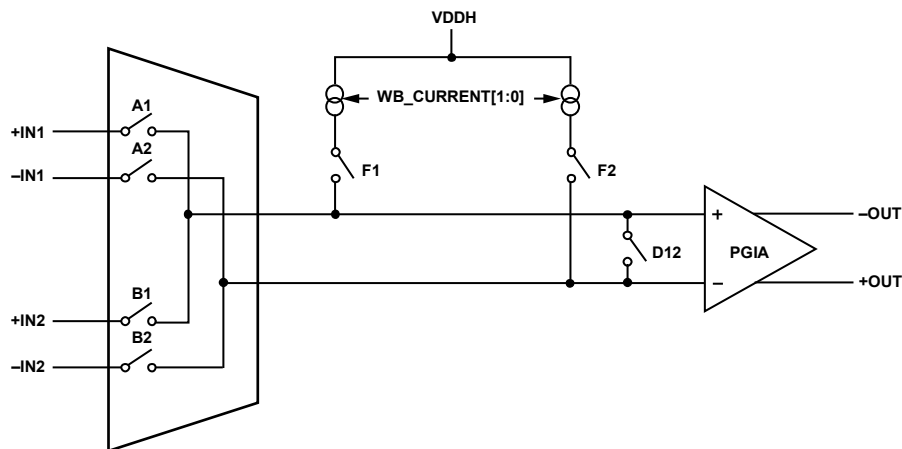 VDDH
WB_CURRENT[1:0]
A1
+IN1
A2
–IN1
F1
F2
+
–OUT
D12
PGIA
–
+OUT
B1
+IN2
B2
–IN2